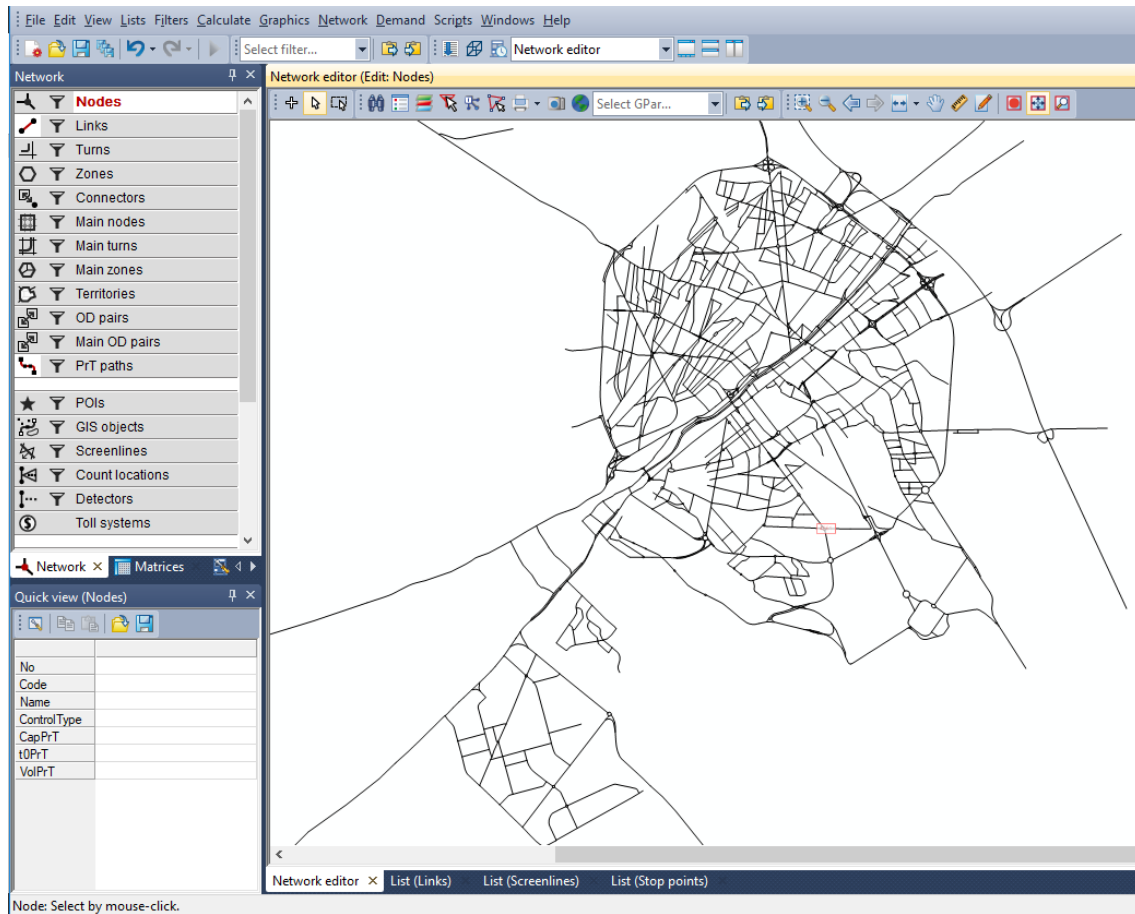 File Edit View Lists Filters Calculate Graphics Network Demand Scripts Windows Help
Select filter... Network editor
Network
Network editor (Edit: Nodes)
Select GPar...
Nodes
Links
Turns
Zones
Connectors
Main nodes
Main turns
Main zones
Territories
OD pairs
Main OD pairs
PrT paths
POIs
GIS objects
Screenlines
Count locations
Detectors
Toll systems
Network Matrices
Quick view (Nodes)
No
Code
Name
ControlType
CapPrT
t0PrT
VolPrT
Network editor List (Links) List (Screenlines) List (Stop points)
Node: Select by mouse-click.